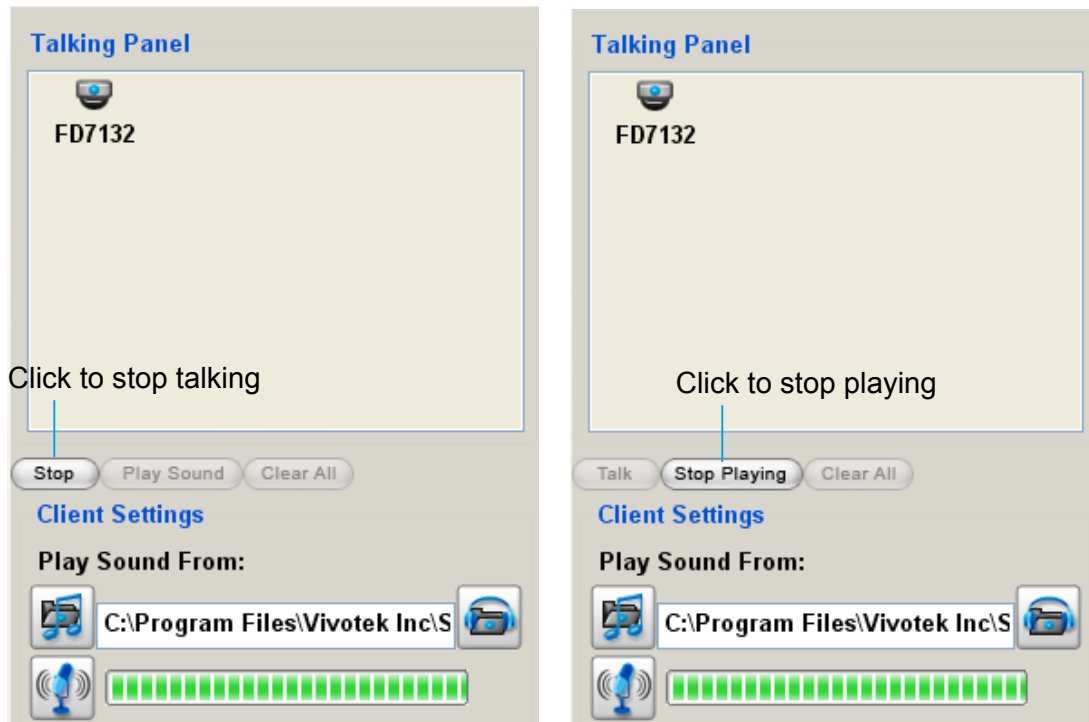 Talking Panel
FD7132
Click to stop talking
Stop Play Sound Clear All
Client Settings
Play Sound From:
C:\Program Files\Vivotek Inc\S
Talking Panel
FD7132
Click to stop playing
Talk Stop Playing Clear All
Client Settings
Play Sound From:
C:\Program Files\Vivotek Inc\S